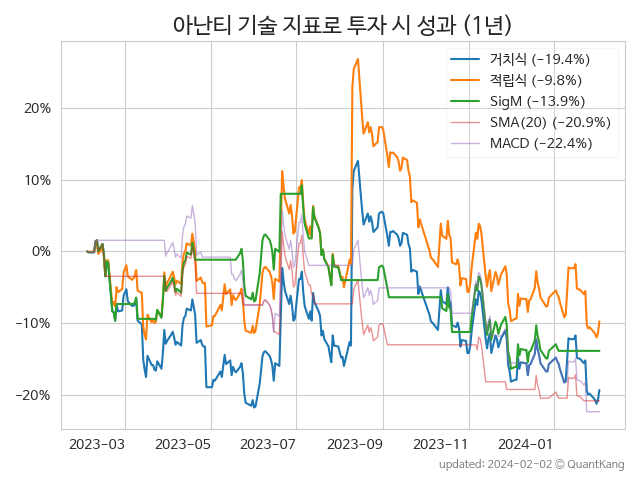 아난티 기술 지표로 투자 시 성과 (1년)
거치식 (−19.4%)
적립식 (−9.8%)
SigM (−13.9%)
SMA(20) (−20.9%)
MACD (−22.4%)
20%
10%
0%
−10%
−20%
2023-03 2023-05 2023-07 2023-09 2023-11 2024-01
updated: 2024-02-02 © QuantKang